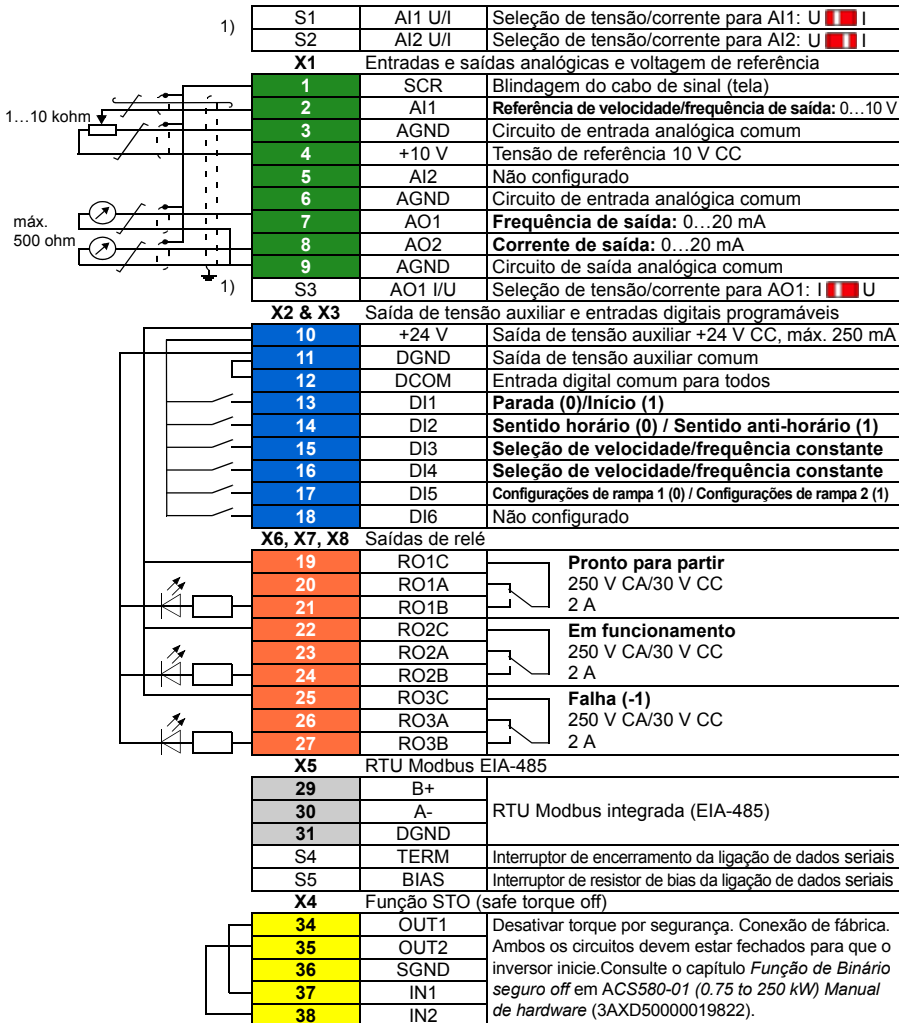 1)
S1 AI1 U/I Seleção de tensão/corrente para AI1: U I
S2 AI2 U/I Seleção de tensão/corrente para AI2: U I
X1 Entradas e saídas analógicas e voltagem de referência
1 SCR Blindagem do cabo de sinal (tela)
1…10 kohm
2 AI1 Referência de velocidade/frequência de saída: 0…10 V
3 AGND Circuito de entrada analógica comum
4 +10 V Tensão de referência 10 V CC
5 AI2 Não configurado
6 AGND Circuito de entrada analógica comum
máx.
500 ohm
7 AO1 Frequência de saída: 0…20 mA
8 AO2 Corrente de saída: 0…20 mA
9 AGND Circuito de saída analógica comum
1)
S3 AO1 I/U Seleção de tensão/corrente para AO1: I U
X2 & X3 Saída de tensão auxiliar e entradas digitais programáveis
10 +24 V Saída de tensão auxiliar +24 V CC, máx. 250 mA
11 DGND Saída de tensão auxiliar comum
12 DCOM Entrada digital comum para todos
13 DI1 Parada (0)/Início (1)
14 DI2 Sentido horário (0) / Sentido anti-horário (1)
15 DI3 Seleção de velocidade/frequência constante
16 DI4 Seleção de velocidade/frequência constante
17 DI5 Configurações de rampa 1 (0) / Configurações de rampa 2 (1)
18 DI6 Não configurado
X6, X7, X8 Saídas de relé
19 RO1C Pronto para partir
20 RO1A 250 V CA/30 V CC
21 RO1B 2 A
22 RO2C Em funcionamento
23 RO2A 250 V CA/30 V CC
24 RO2B 2 A
25 RO3C Falha (-1)
26 RO3A 250 V CA/30 V CC
27 RO3B 2 A
X5 RTU Modbus EIA-485
29 B+
30 A- RTU Modbus integrada (EIA-485)
31 DGND
S4 TERM Interruptor de encerramento da ligação de dados seriais
S5 BIAS Interruptor de resistor de bias da ligação de dados seriais
X4 Função STO (safe torque off)
34 OUT1 Desativar torque por segurança. Conexão de fábrica.
35 OUT2 Ambos os circuitos devem estar fechados para que o
36 SGND inversor inicie.Consulte o capítulo Função de Binário
37 IN1 seguro off em ACS580-01 (0.75 to 250 kW) Manual
38 IN2 de hardware (3AXD50000019822).